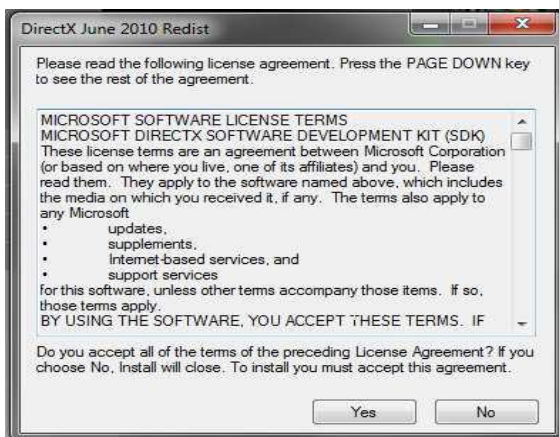 DirectX June 2010 Redist
Please read the following license agreement. Press the PAGE DOWN key
to see the rest of the agreement.
MICROSOFT SOFTWARE LICENSE TERMS
MICROSOFT DIRECTX SOFTWARE DEVELOPMENT KIT (SDK)
These license terms are an agreement between Microsoft Corporation
(or based on where you live, one of its affiliates) and you. Please
read them. They apply to the software named above, which includes
the media on which you received it, if any. The terms also apply to
any Microsoft
• updates,
• supplements,
• Internet-based services, and
• support services
for this software, unless other terms accompany those items. If so,
those terms apply.
BY USING THE SOFTWARE, YOU ACCEPT THESE TERMS. IF
Do you accept all of the terms of the preceding License Agreement? If you
choose No, Install will close. To install you must accept this agreement.
Yes No